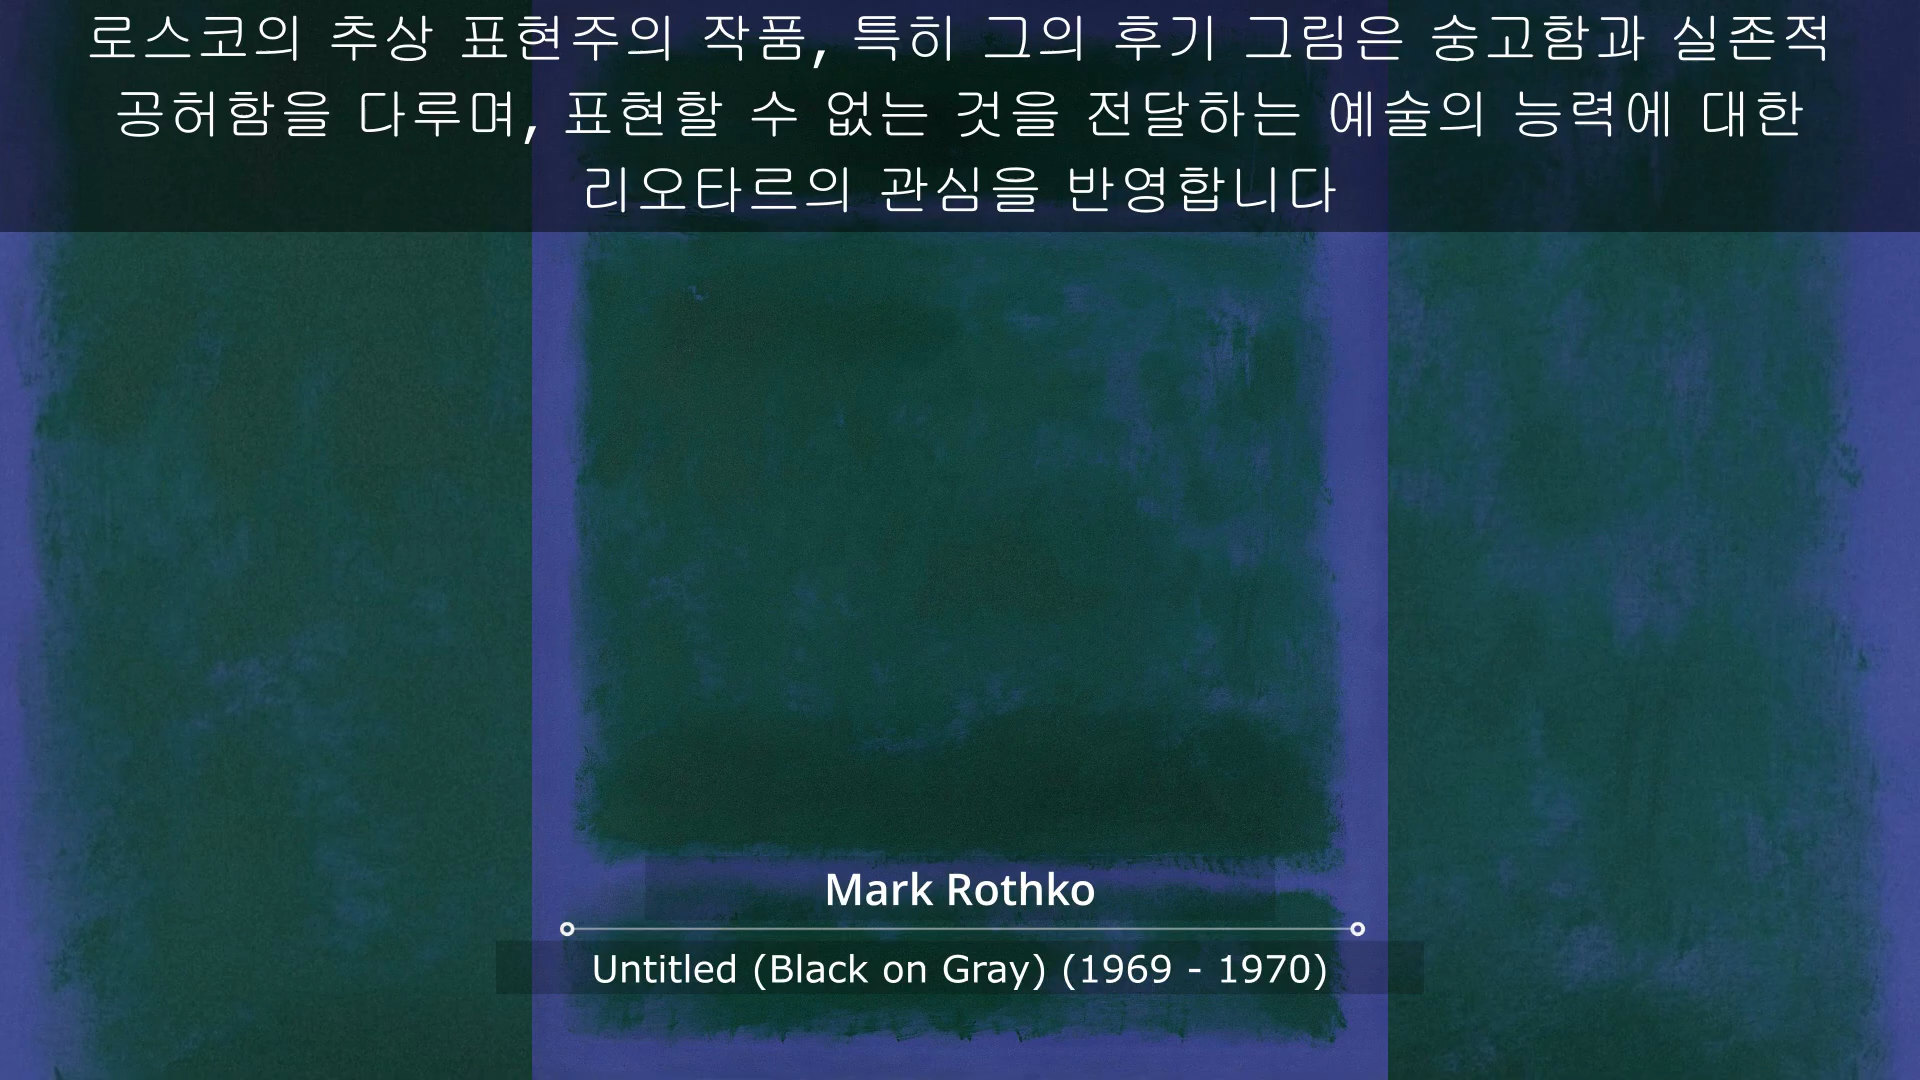 로스코의 추상 표현주의 작품, 특히 그의 후기 그림은 숭고함과 실존적
공허함을 다루며, 표현할 수 없는 것을 전달하는 예술의 능력에 대한
리오타르의 관심을 반영합니다
Mark Rothko
Untitled (Black on Gray) (1969 - 1970)